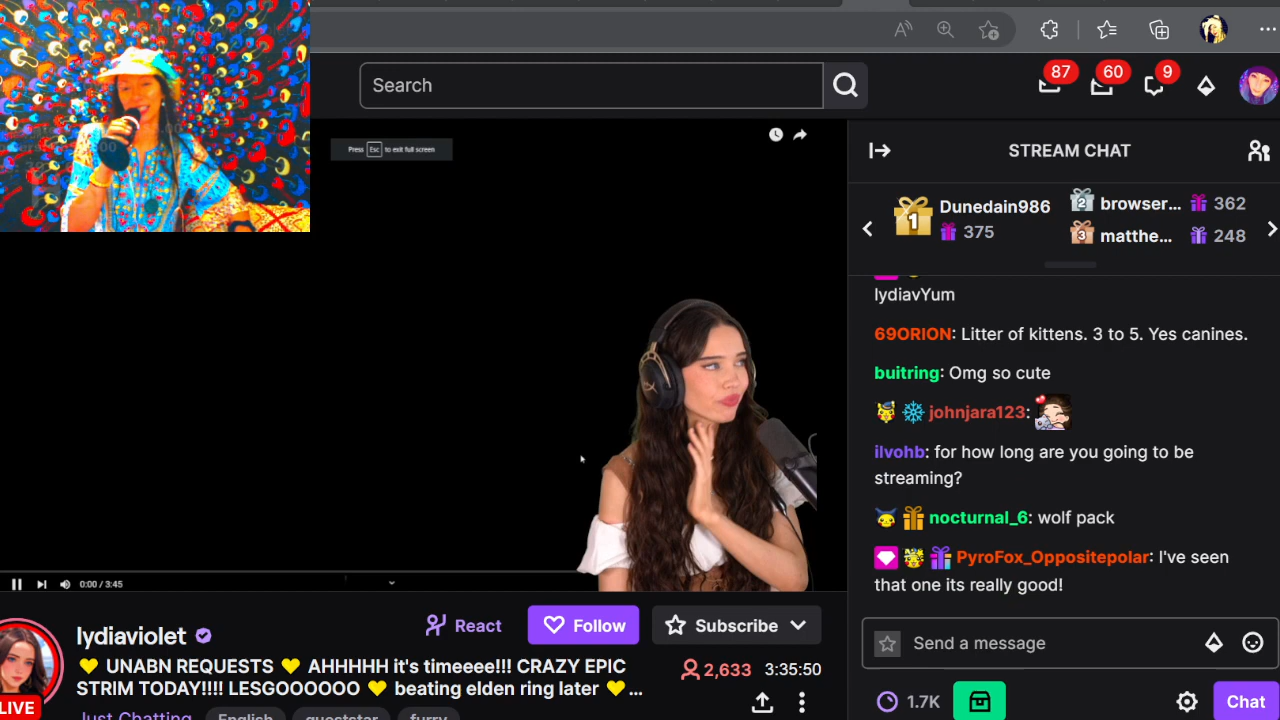 Search
87
60
9
Press Esc to exit full screen
STREAM CHAT
1
Dunedain986
375
2
browser...
362
3
matthe...
248
lydiavYum
69ORION: Litter of kittens. 3 to 5. Yes canines.
buitring: Omg so cute
johnjara123:
ilvohb: for how long are you going to be
streaming?
nocturnal_6: wolf pack
PyroFox_Oppositepolar: I've seen
that one its really good!
0:00 / 3:45
lydiaviolet
React
Follow
Subscribe
UNABN REQUESTS 💛 AHHHHH it's timeeee!!! CRAZY EPIC
STRIM TODAY!!!! LESGOOOOOO 💛 beating elden ring later 💛 ...
2,633
3:35:50
LIVE
Just Chatting
English
gueststar
furry
Send a message
1.7K
Chat